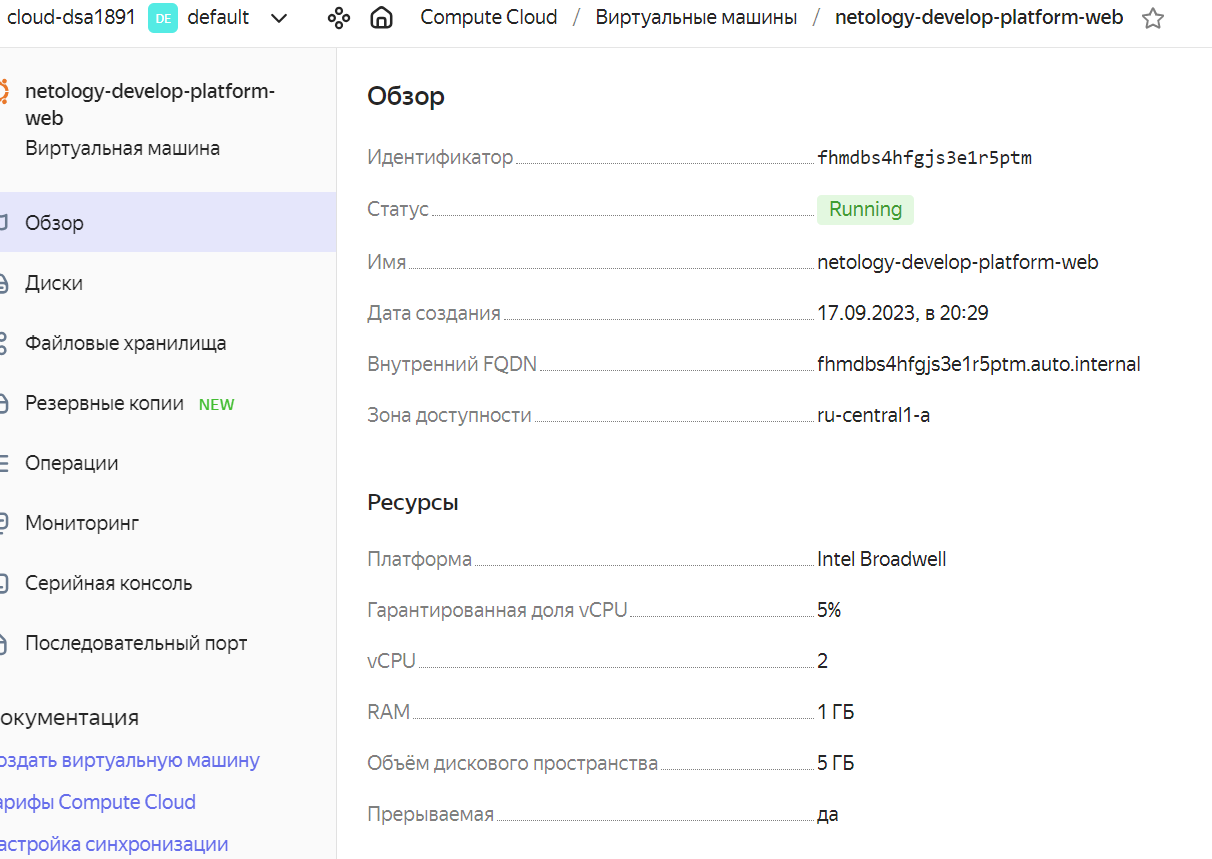 cloud-dsa1891 DE default Compute Cloud / Виртуальные машины / netology-develop-platform-web
netology-develop-platform-
web
Виртуальная машина
Обзор
Диски
Файловые хранилища
Резервные копии NEW
Операции
Мониторинг
Серийная консоль
Последовательный порт
окументация
оздать виртуальную машину
арифы Compute Cloud
астройка синхронизации
Обзор
Идентификатор fhmdbs4hfgjs3e1r5ptm
Статус Running
Имя netology-develop-platform-web
Дата создания 17.09.2023, в 20:29
Внутренний FQDN fhmdbs4hfgjs3e1r5ptm.auto.internal
Зона доступности ru-central1-a
Ресурсы
Платформа Intel Broadwell
Гарантированная доля vCPU 5%
vCPU 2
RAM 1 ГБ
Объём дискового пространства 5 ГБ
Прерываемая да